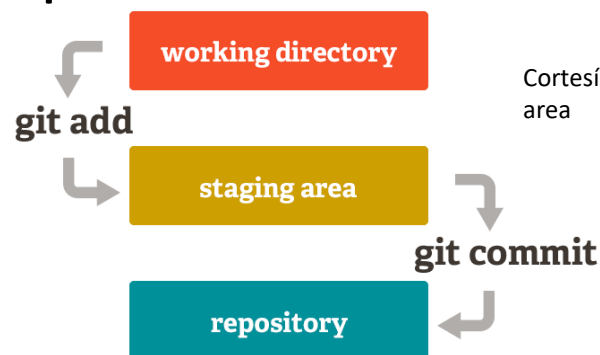 working directory
Cortesí
area
git add
staging area
git commit
repository